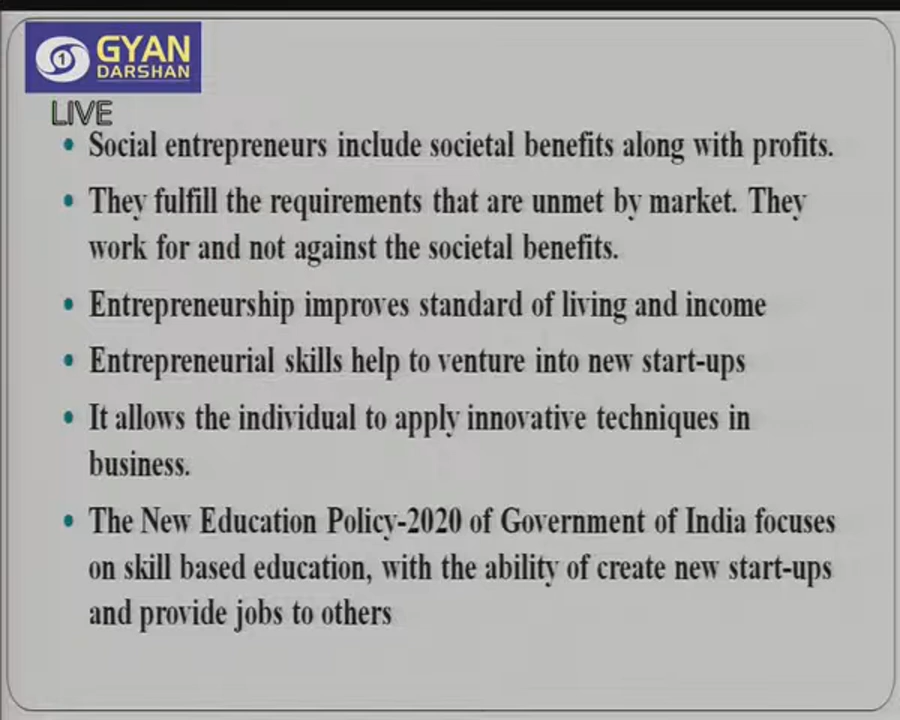 1
GYAN
DARSHAN
LIVE
• Social entrepreneurs include societal benefits along with profits.
• They fulfill the requirements that are unmet by market. They
work for and not against the societal benefits.
• Entrepreneurship improves standard of living and income
• Entrepreneurial skills help to venture into new start-ups
• It allows the individual to apply innovative techniques in
business.
• The New Education Policy-2020 of Government of India focuses
on skill based education, with the ability of create new start-ups
and provide jobs to others